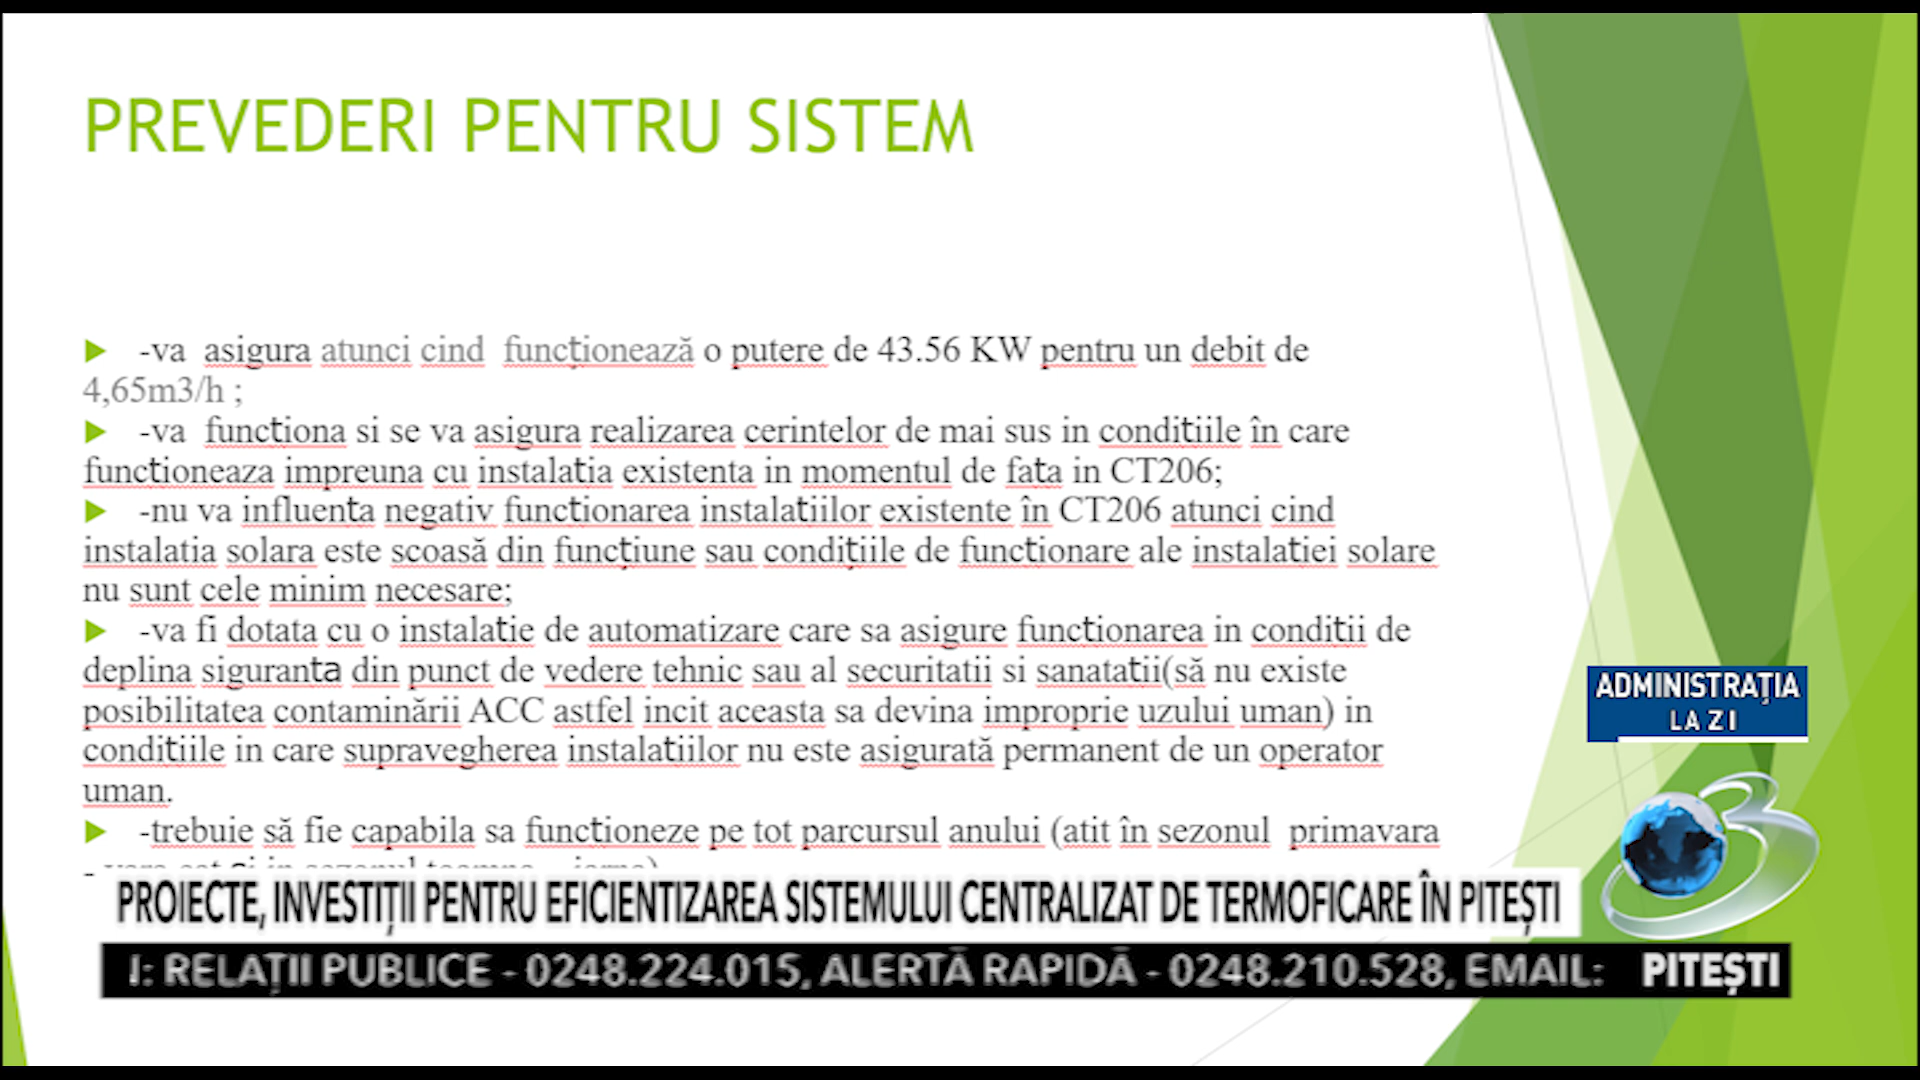 PREVEDERI PENTRU SISTEM
-va asigura atunci cind funcţionează o putere de 43.56 KW pentru un debit de
4,65m3/h ;
-va functiona si se va asigura realizarea cerintelor de mai sus in conditiile în care
functioneaza impreuna cu instalatia existenta in momentul de fata in CT206;
-nu va influenta negativ functionarea instalatiilor existente în CT206 atunci cind
instalatia solara este scoasă din funcţiune sau condiţiile de functionare ale instalatiei solare
nu sunt cele minim necesare;
-va fi dotata cu o instalatie de automatizare care sa asigure functionarea in conditii de
deplina siguranta din punct de vedere tehnic sau al securitatii si sanatatii(să nu existe
posibilitatea contaminării ACC astfel incit aceasta sa devina improprie uzului uman) in
conditiile in care supravegherea instalatiilor nu este asigurată permanent de un operator
uman.
-trebuie să fie capabila sa functioneze pe tot parcursul anului (atit în sezonul primavara
ADMINISTRAȚIA
LA ZI
3
PROIECTE, INVESTIȚII PENTRU EFICIENTIZAREA SISTEMULUI CENTRALIZAT DE TERMOFICARE ÎN PITEȘTI
: RELAȚII PUBLICE - 0248.224.015, ALERTĂ RAPIDĂ - 0248.210.528, EMAIL: PITEȘTI